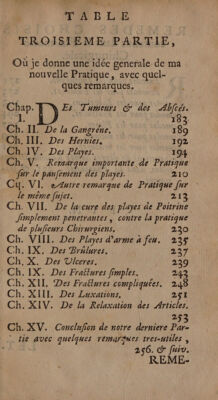 TABLE
TROISIEME PARTIE,
Où je donne une idée generale de ma
nouvelle Pratique, avec quel-
ques remarques.
Chap. I. DEs Tumeurs & des Abscés.
183
Ch. II. De la Gangréne. 189
Ch. III. Des Hernies. 192
Ch. IV. Des Playes. 194
Ch. V. Remarque importante de Pratique
sur le pansement des playes. 210
Ch. VI. Autre remarque de Pratique sur
le même sujet. 213
Ch. VII. De la cure des playes de Poitrine
simplement penetrantes, contre la pratique
de plusieurs Chirurgiens. 230
Ch. VIII. Des Playes d'arme à feu. 235
Ch. IX. Des Brûlures. 237
Ch. X. Des Ulceres. 239
Ch. IX. Des Fractures simples. 243
Ch. XII. Des Fractures compliquées. 248
Ch. XIII. Des Luxations. 251
Ch. XIV. De la Relaxation des Articles.
253
Ch. XV. Conclusion de notre derniere Par-
tie avec quelques remarques tres-utiles,
256. & suiv.
REME-